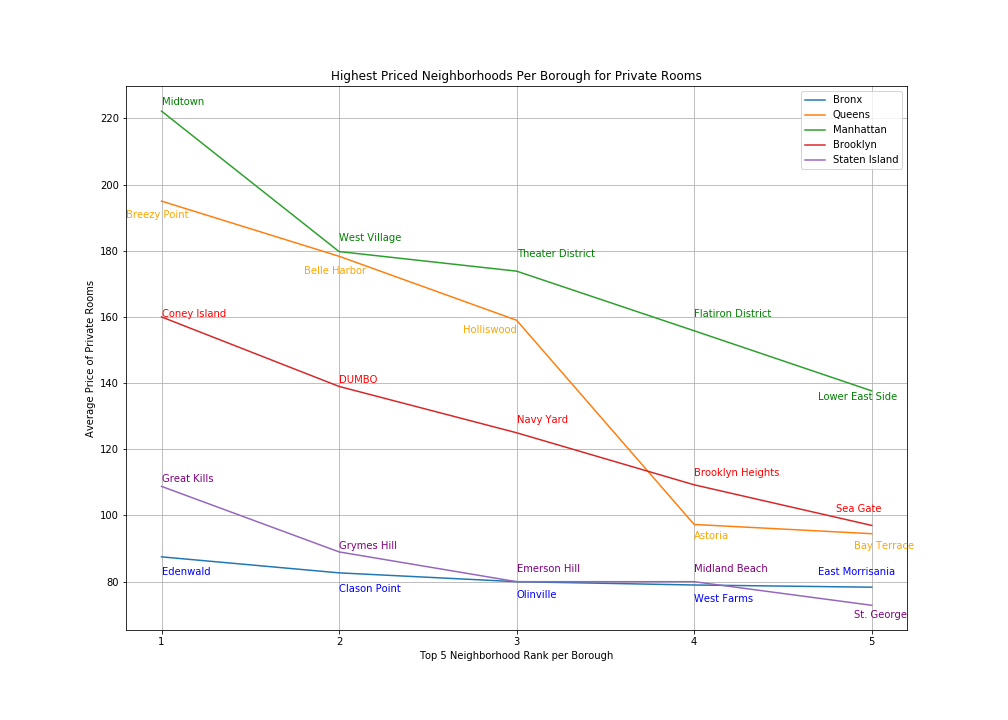 Highest Priced Neighborhoods Per Borough for Private Rooms
Bronx
Queens
Manhattan
Brooklyn
Staten Island
Midtown
Breezy Point
West Village
Belle Harbor
Theater District
Holliswood
Flatiron District
Coney Island
DUMBO
Navy Yard
Lower East Side
Brooklyn Heights
Great Kills
Sea Gate
Grymes Hill
Astoria
Bay Terrace
Edenwald
Emerson Hill
Midland Beach
East Morrisania
Clason Point
Olinville
West Farms
St. George
220
200
180
160
140
120
100
80
Average Price of Private Rooms
1 2 3 4 5
Top 5 Neighborhood Rank per Borough